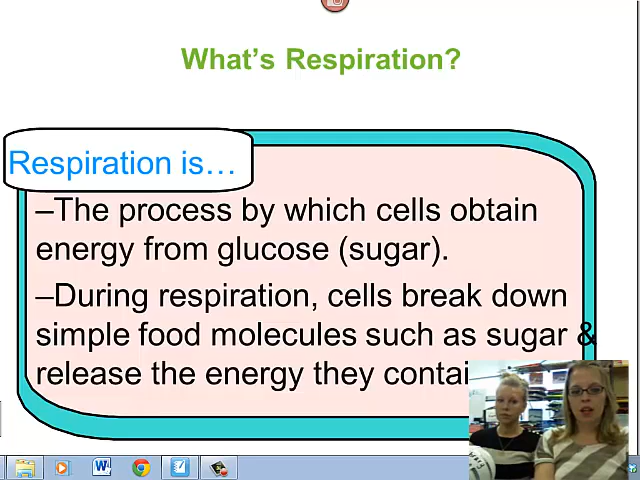 What's Respiration?
Respiration is…
–The process by which cells obtain
energy from glucose (sugar).
–During respiration, cells break down
simple food molecules such as sugar &
release the energy they contai